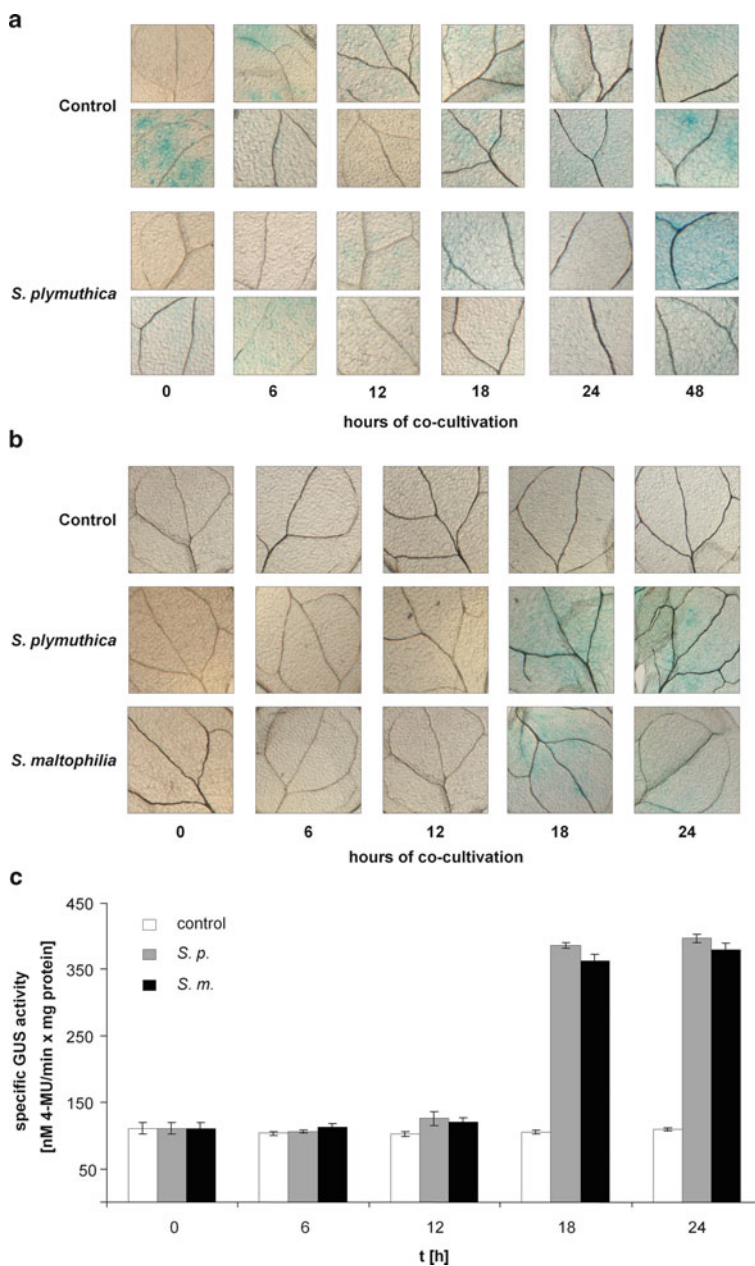 a
Control
S. plymuthica
0 6 12 18 24 48
hours of co-cultivation
b
Control
S. plymuthica
S. maltophilia
0 6 12 18 24
hours of co-cultivation
c
specific GUS activity
[nM 4-MU/min x mg protein]
450
350
250
150
50
control
S. p.
S. m.
0 6 12 18 24
t [h]